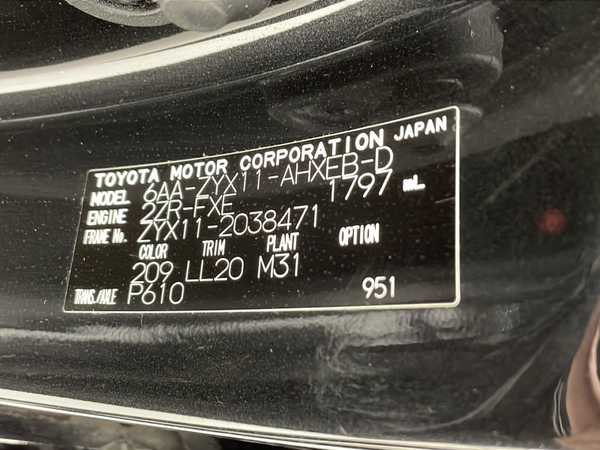 TOYOTA MOTOR CORPORATION JAPAN
MODEL 6AA-ZYX11-AHXEB-D
ENGINE 2ZR-FXE 1797 mL.
FRAME No. ZYX11-2038471
COLOR TRIM PLANT OPTION
209 LL20 M31
TRANS./AXLE P610 951